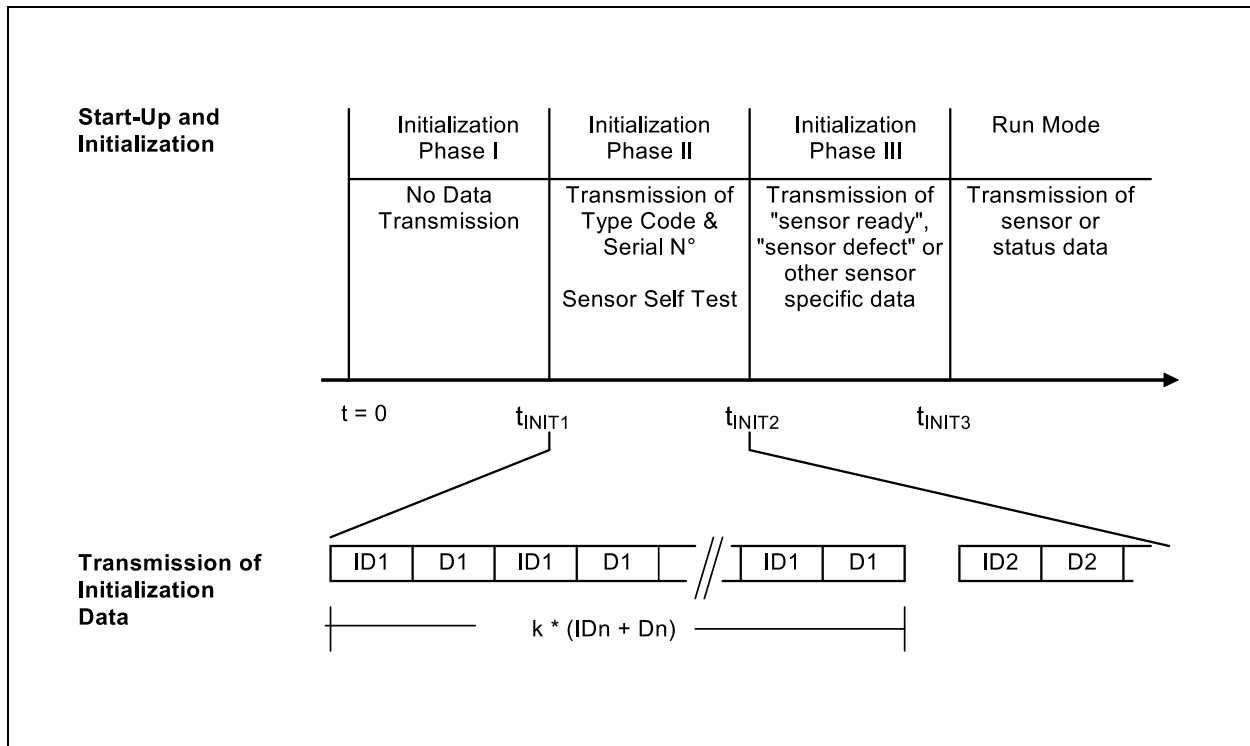 Start-Up and
Initialization
Initialization
Phase I
Initialization
Phase II
Initialization
Phase III
Run Mode
No Data
Transmission
Transmission of
Type Code &
Serial N°
Sensor Self Test
Transmission of
"sensor ready",
"sensor defect" or
other sensor
specific data
Transmission of
sensor or
status data
t = 0
tINIT1
tINIT2
tINIT3
Transmission of
Initialization
Data
ID1 D1 ID1 D1 ID1 D1 ID2 D2
k * (IDn + Dn)